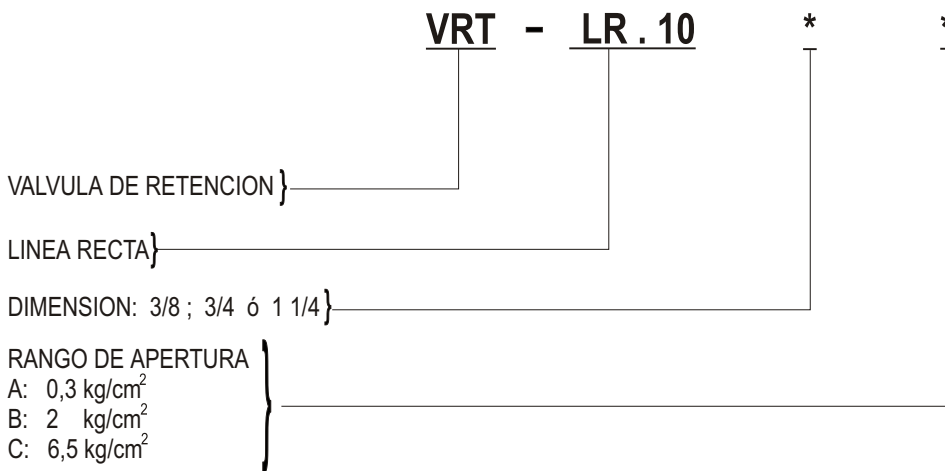 VRT - LR . 10 * *
VALVULA DE RETENCION }
LINEA RECTA}
DIMENSION: 3/8 ; 3/4 ó 1 1/4 }
RANGO DE APERTURA
A: 0,3 kg/cm²
B: 2 kg/cm²
C: 6,5 kg/cm²